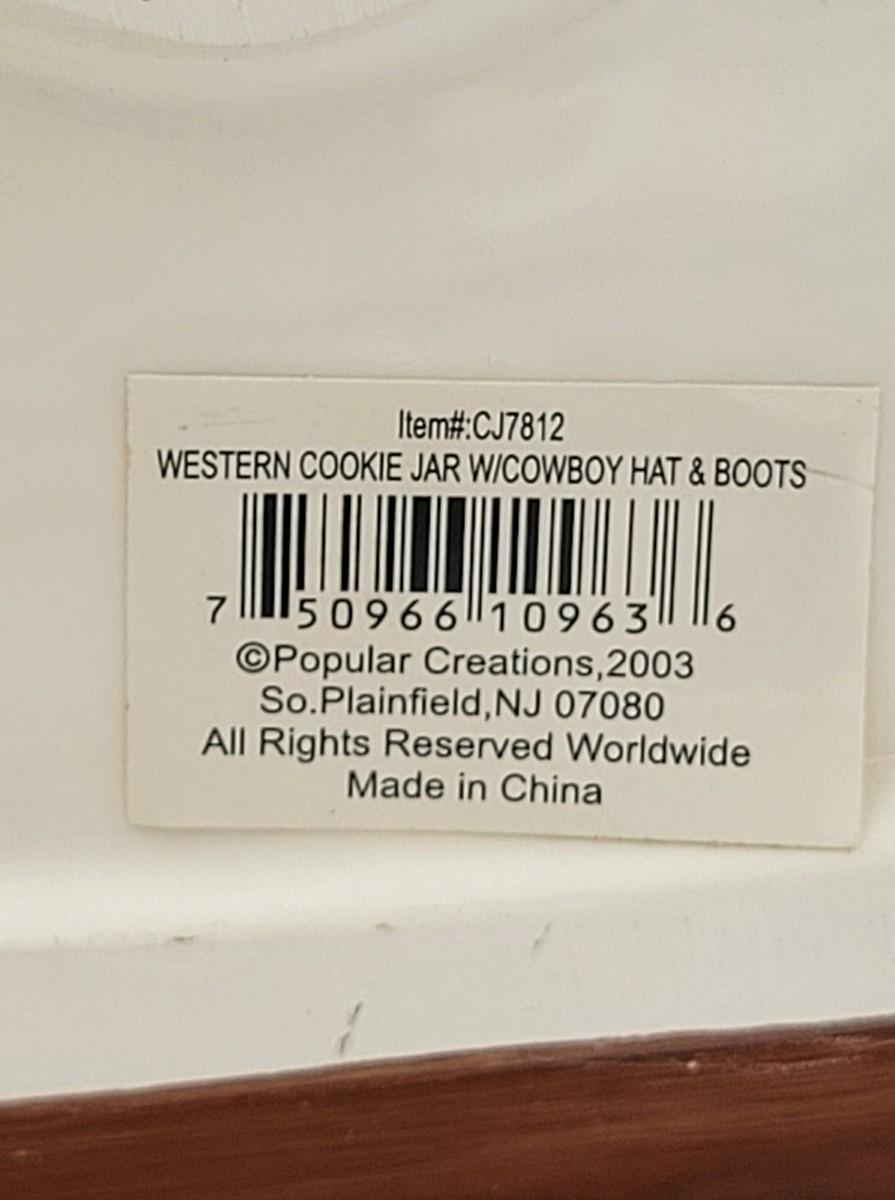 Item#:CJ7812
WESTERN COOKIE JAR W/COWBOY HAT & BOOTS
7 50966 10963 6
©Popular Creations,2003
So.Plainfield,NJ 07080
All Rights Reserved Worldwide
Made in China